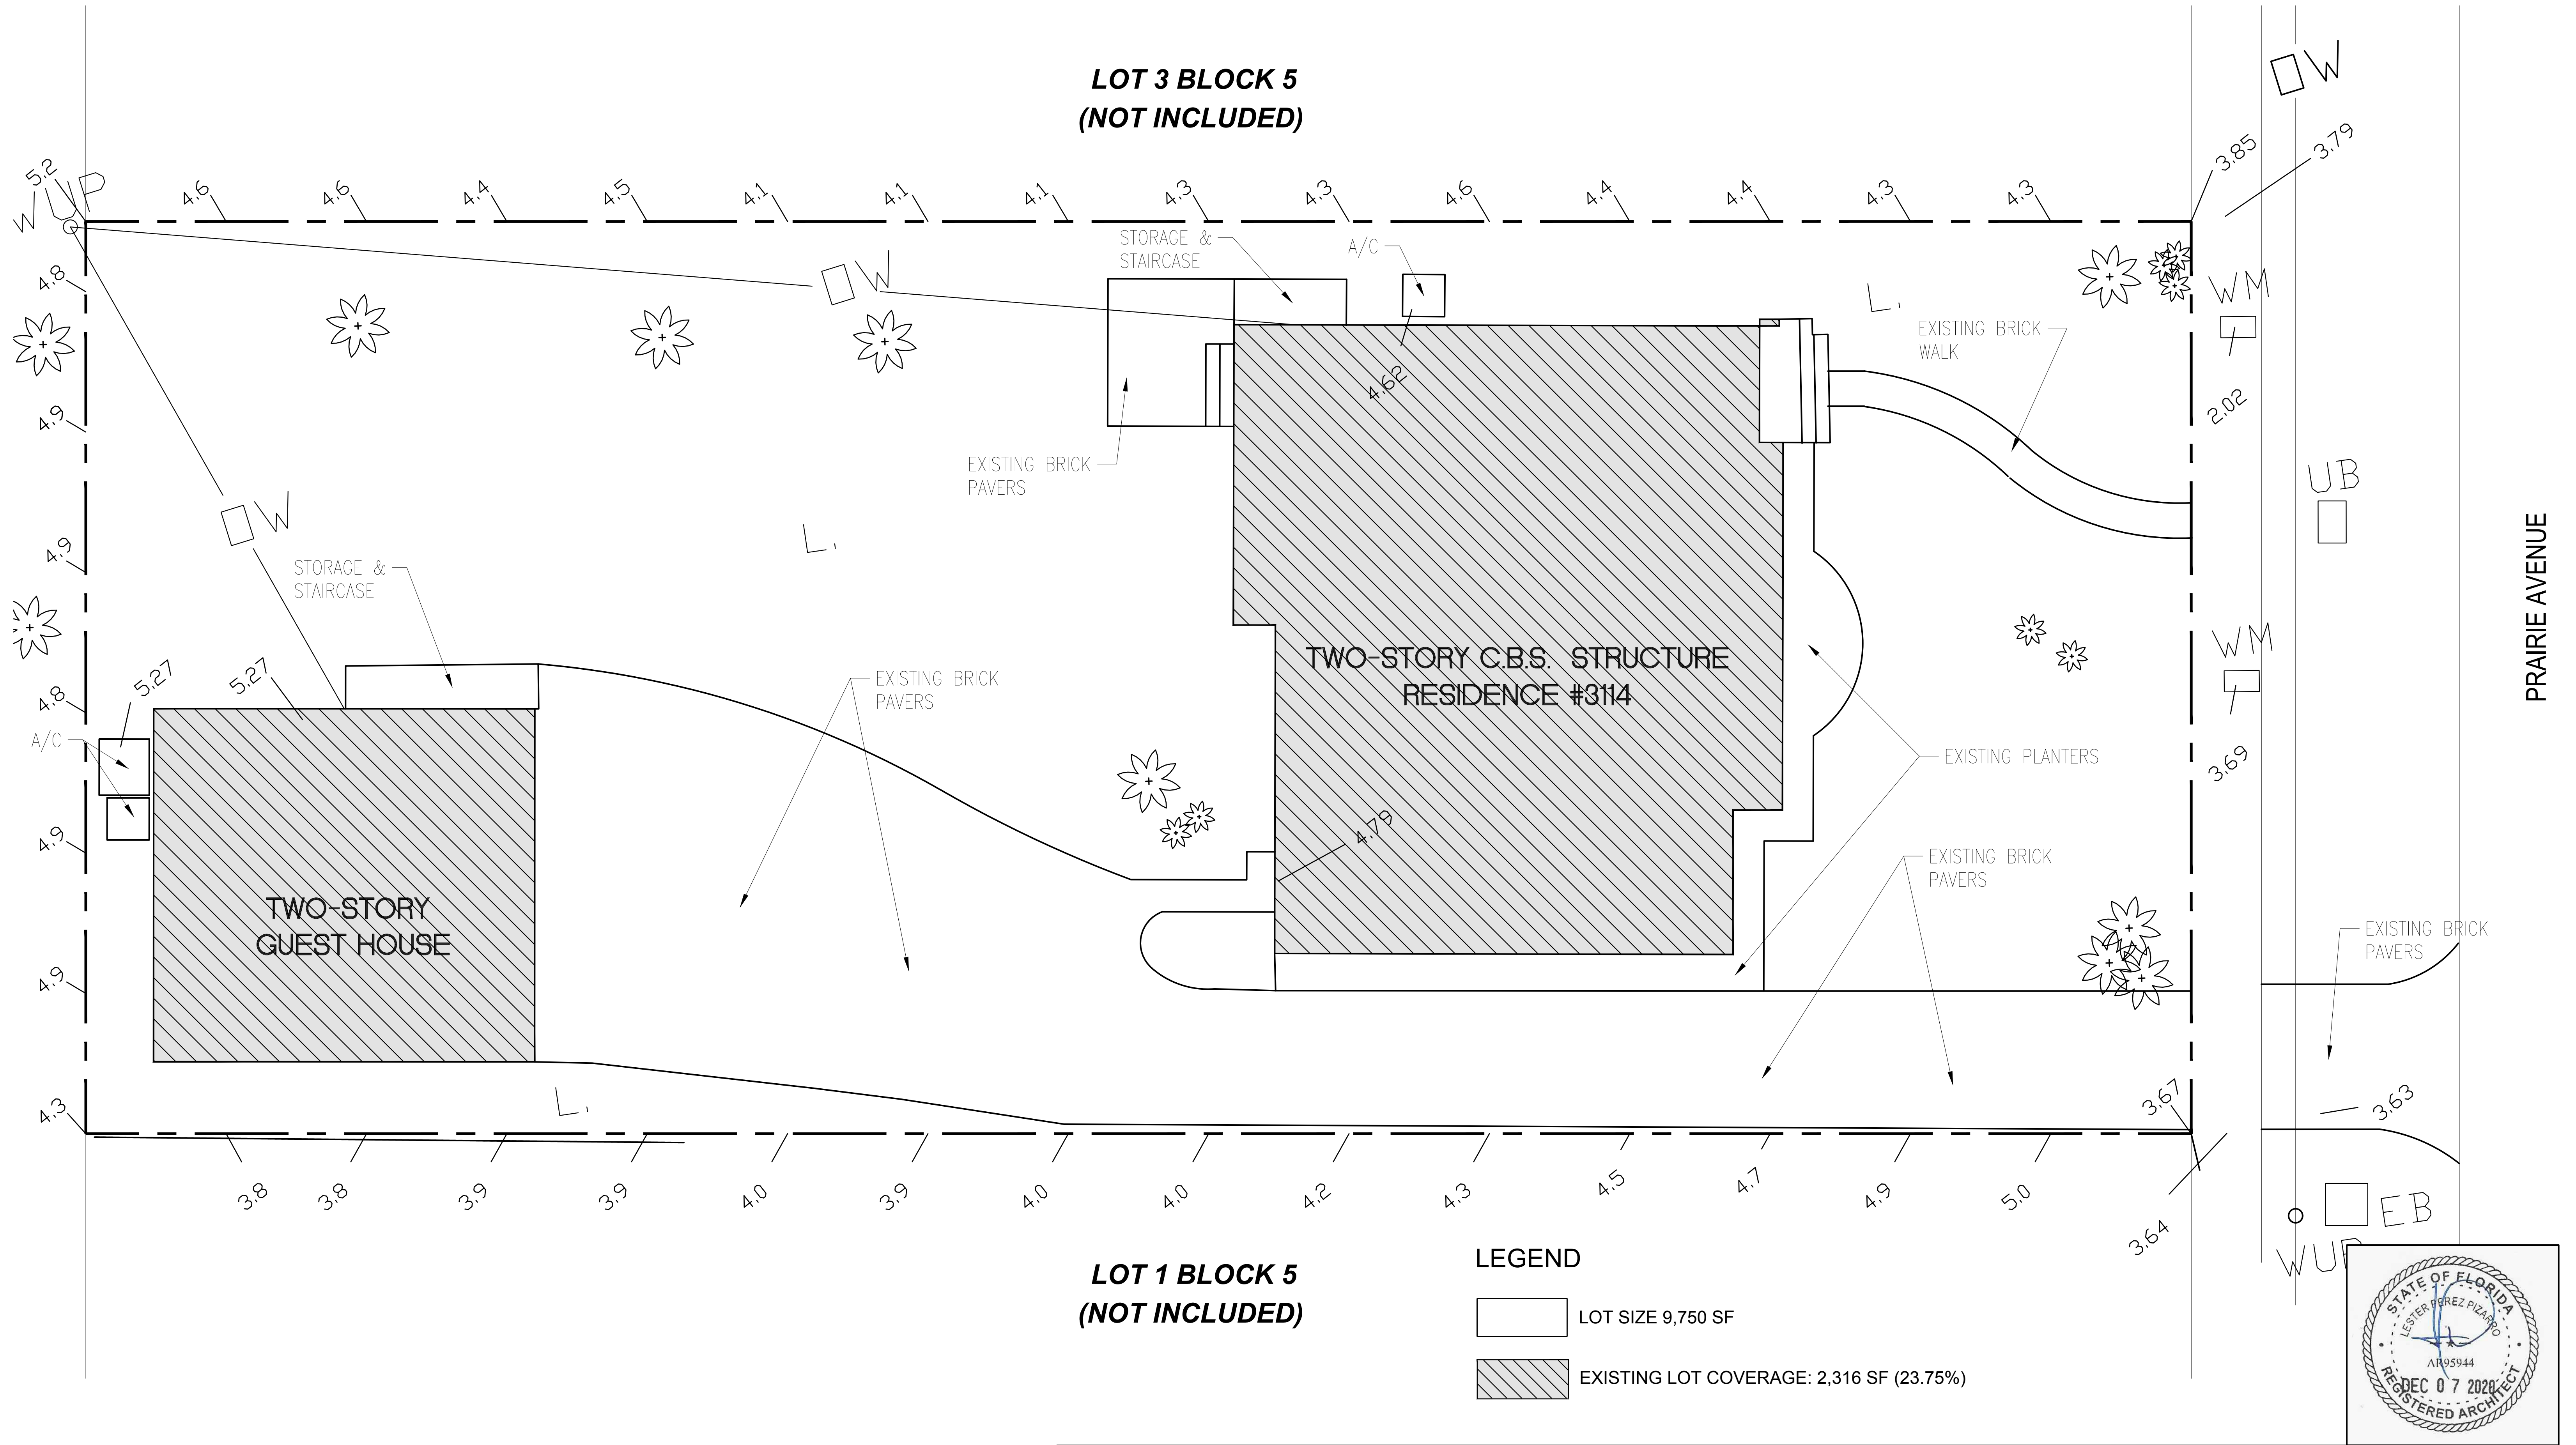 LOT 3 BLOCK 5
(NOT INCLUDED)
W
3.85
3.79
5.2
W UP
4.6
4.6
4.4
4.5
4.1
4.1
4.1
4.3
4.3
4.6
4.4
4.4
4.3
4.3
STORAGE &
STAIRCASE
A/C
W
L.
WM
4.8
EXISTING BRICK
WALK
4.62
2.02
4.9
EXISTING BRICK
PAVERS
UB
W
L.
4.9
STORAGE &
STAIRCASE
PRAIRIE AVENUE
WM
TWO-STORY C.B.S. STRUCTURE
RESIDENCE #3114
5.27
5.27
4.8
EXISTING BRICK
PAVERS
A/C
EXISTING PLANTERS
3.69
4.9
4.79
EXISTING BRICK
PAVERS
TWO-STORY
GUEST HOUSE
EXISTING BRICK
PAVERS
4.9
L.
4.3
3.67
3.63
3.8
3.8
3.9
3.9
4.0
3.9
4.0
4.0
4.2
4.3
4.5
4.7
4.9
5.0
3.64
EB
LOT 1 BLOCK 5
(NOT INCLUDED)
LEGEND
LOT SIZE 9,750 SF
EXISTING LOT COVERAGE: 2,316 SF (23.75%)
STATE OF FLORIDA
LESTER PEREZ PIZARRO
AR95944
DEC 07 2020
REGISTERED ARCHITECT